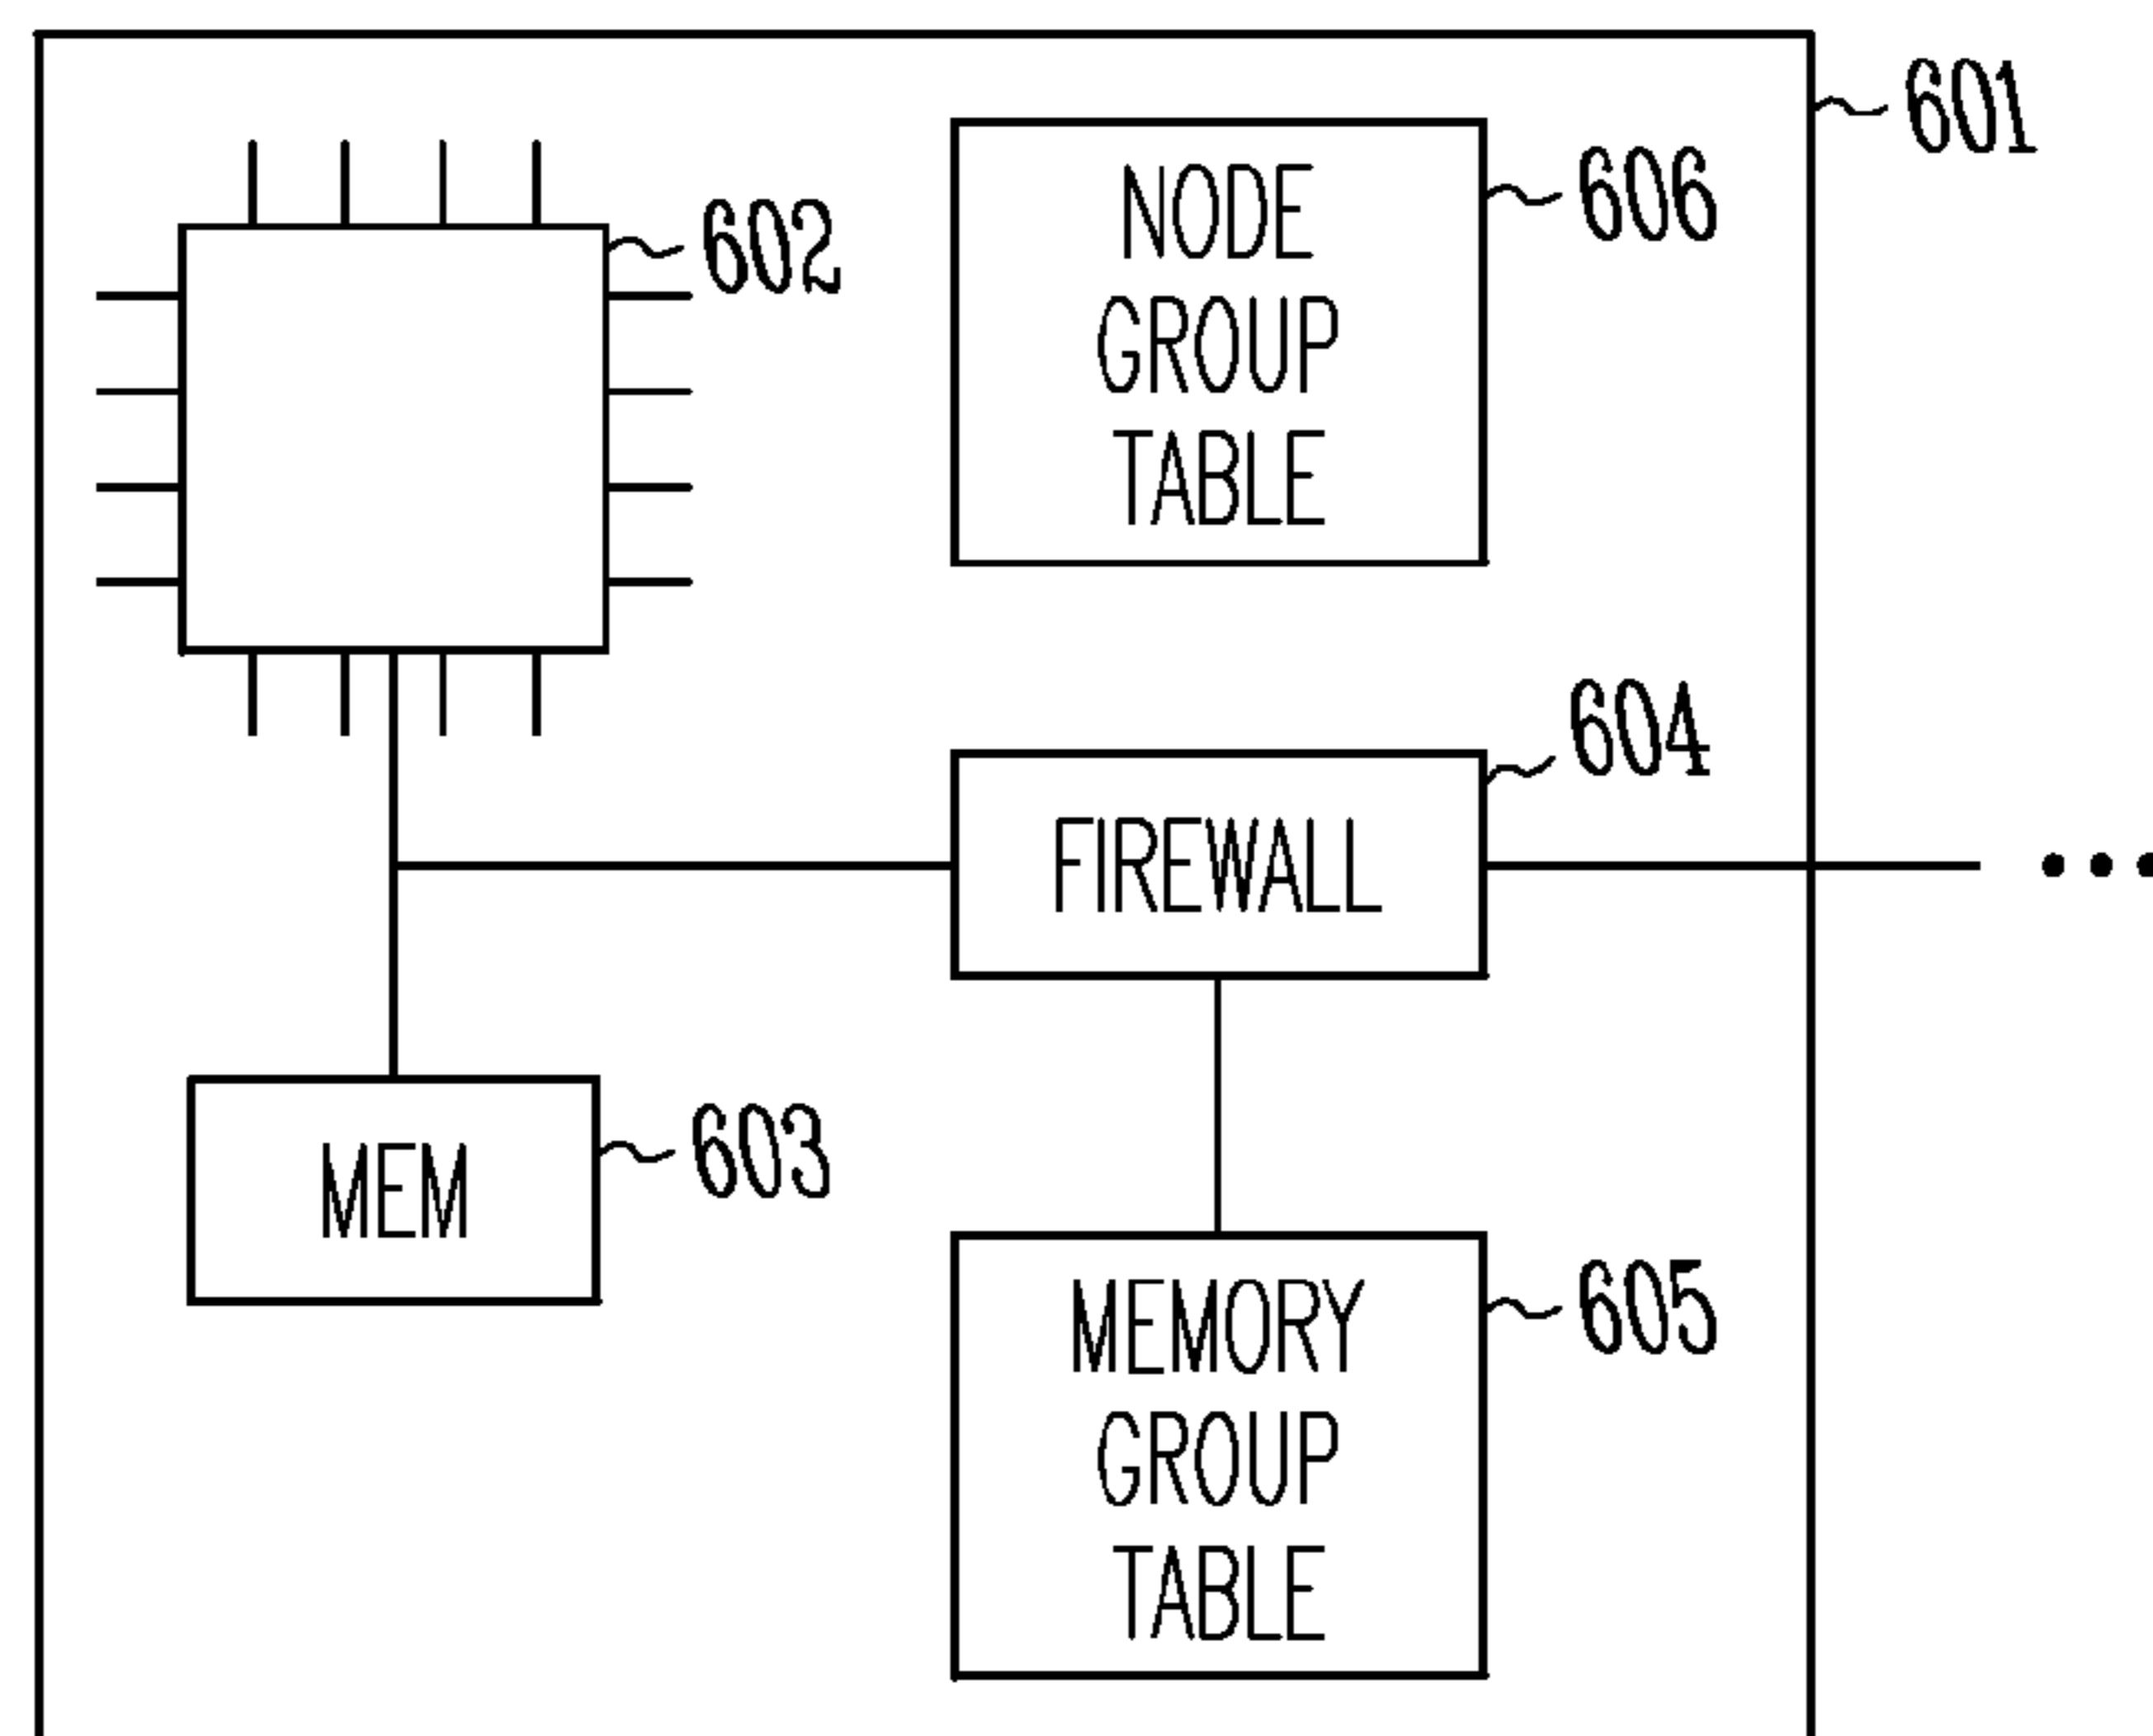 601
NODE
GROUP
TABLE
606
602
604
FIREWALL
MEM
603
MEMORY
GROUP
TABLE
605